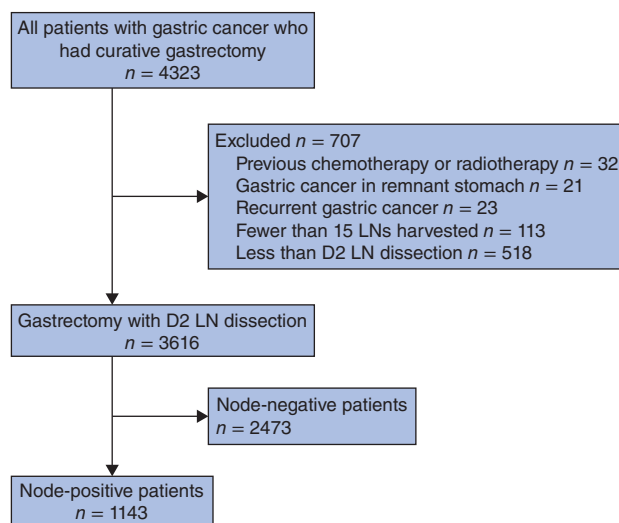 All patients with gastric cancer who
had curative gastrectomy
n = 4323
Excluded n = 707
Previous chemotherapy or radiotherapy n = 32
Gastric cancer in remnant stomach n = 21
Recurrent gastric cancer n = 23
Fewer than 15 LNs harvested n = 113
Less than D2 LN dissection n = 518
Gastrectomy with D2 LN dissection
n = 3616
Node-negative patients
n = 2473
Node-positive patients
n = 1143